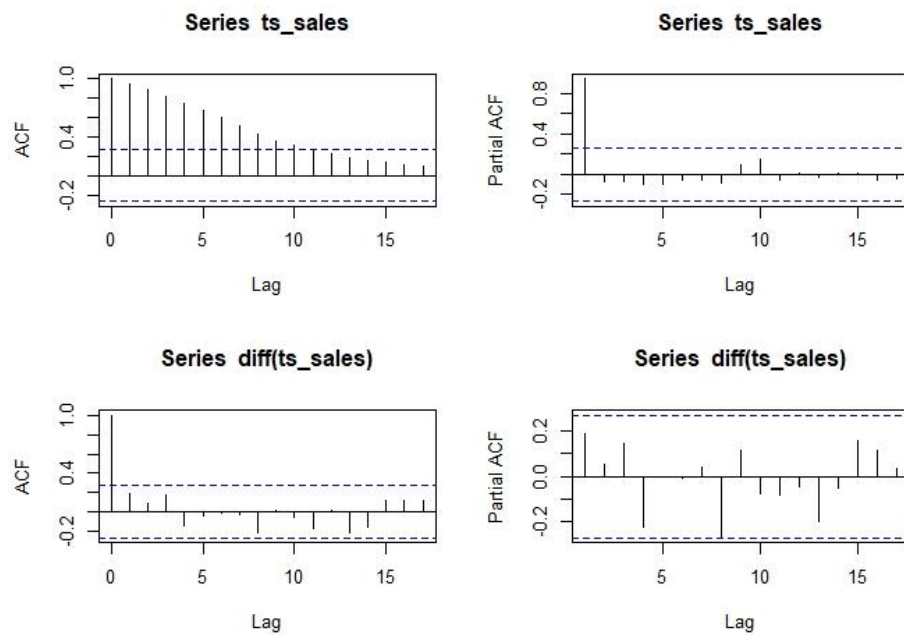 Series ts_sales
ACF
1.0
0.4
-0.2
0 5 10 15
Lag
Series ts_sales
Partial ACF
0.8
0.4
-0.2
5 10 15
Lag
Series diff(ts_sales)
ACF
1.0
0.4
-0.2
0 5 10 15
Lag
Series diff(ts_sales)
Partial ACF
0.2
0.0
-0.2
5 10 15
Lag